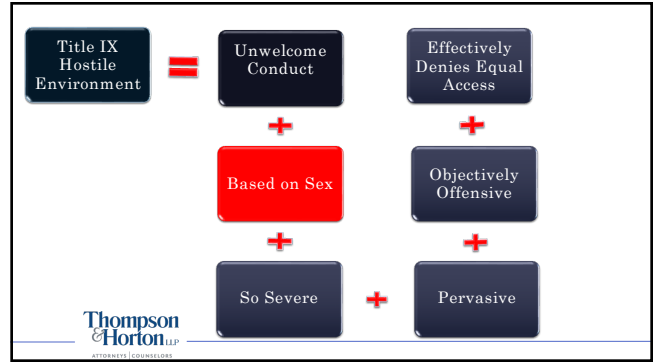 Title IX
Hostile
Environment
=
Unwelcome
Conduct
+
Based on Sex
+
So Severe
+
Pervasive
+
Objectively
Offensive
+
Effectively
Denies Equal
Access
Thompson
& Horton LLP
ATTORNEYS | COUNSELORS